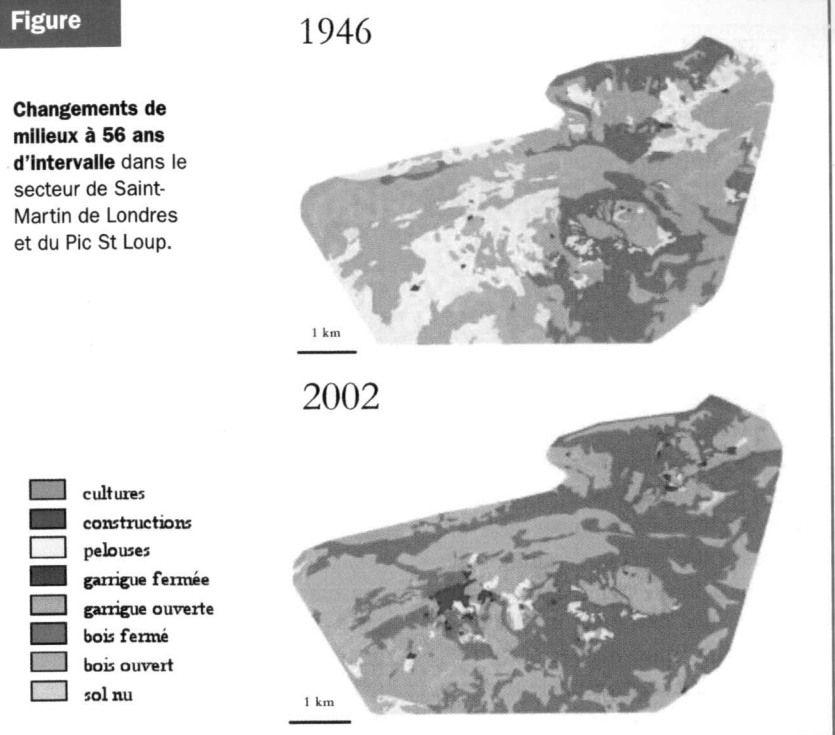 Figure
Changements de
milieux à 56 ans
d'intervalle dans le
secteur de Saint-
Martin de Londres
et du Pic St Loup.
1946
1 km
2002
cultures
constructions
pelouses
garrigue fermée
garrigue ouverte
bois fermé
bois ouvert
sol nu
1 km